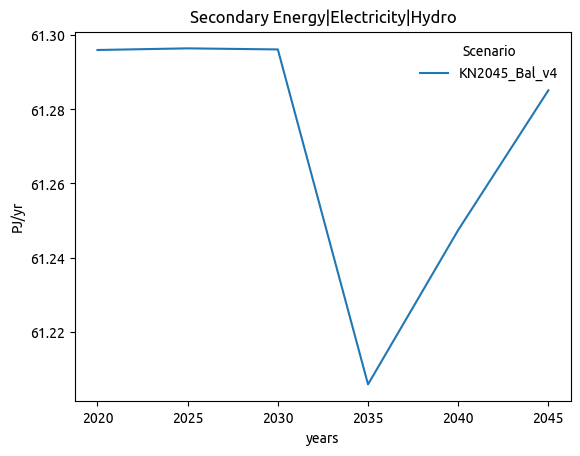 Secondary Energy|Electricity|Hydro
61.30
61.28
61.26
61.24
61.22
PJ/yr
Scenario
KN2045_Bal_v4
2020 2025 2030 2035 2040 2045
years